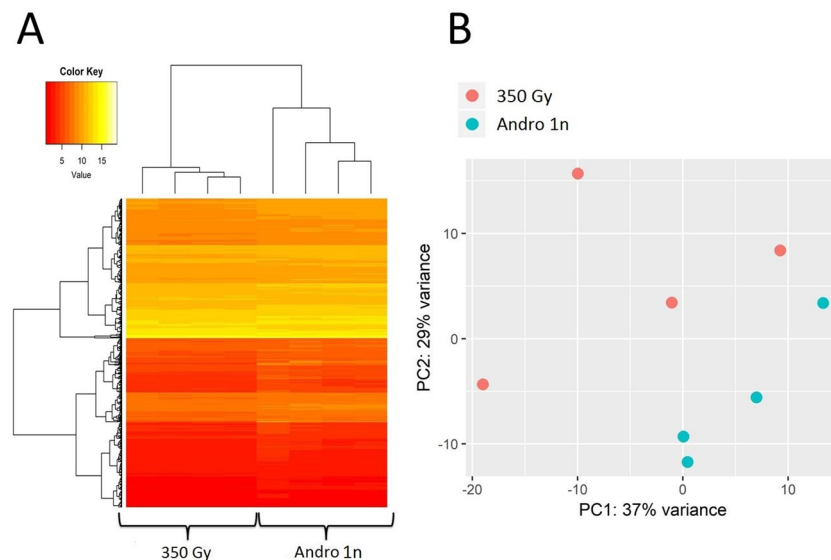 A
Color Key
5 10 15
Value
350 Gy
Andro 1n
B
350 Gy
Andro 1n
10
0
-10
PC2: 29% variance
-20 -10 0 10
PC1: 37% variance